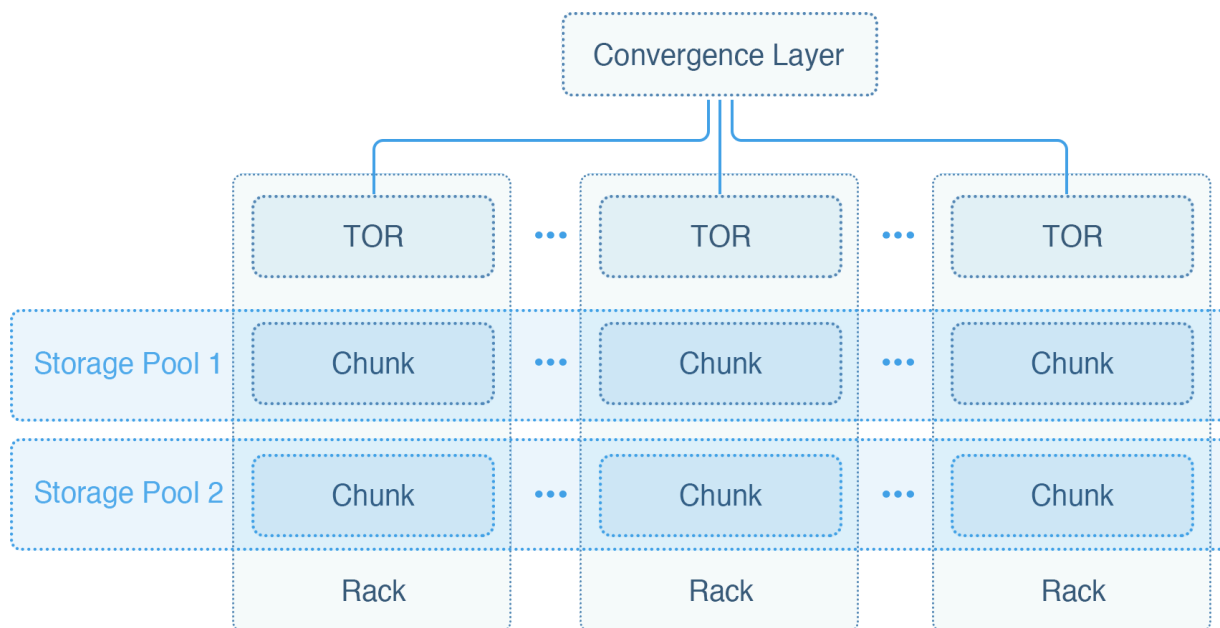 Convergence Layer
TOR ••• TOR ••• TOR
Storage Pool 1 Chunk ••• Chunk ••• Chunk
Storage Pool 2 Chunk ••• Chunk ••• Chunk
Rack Rack Rack